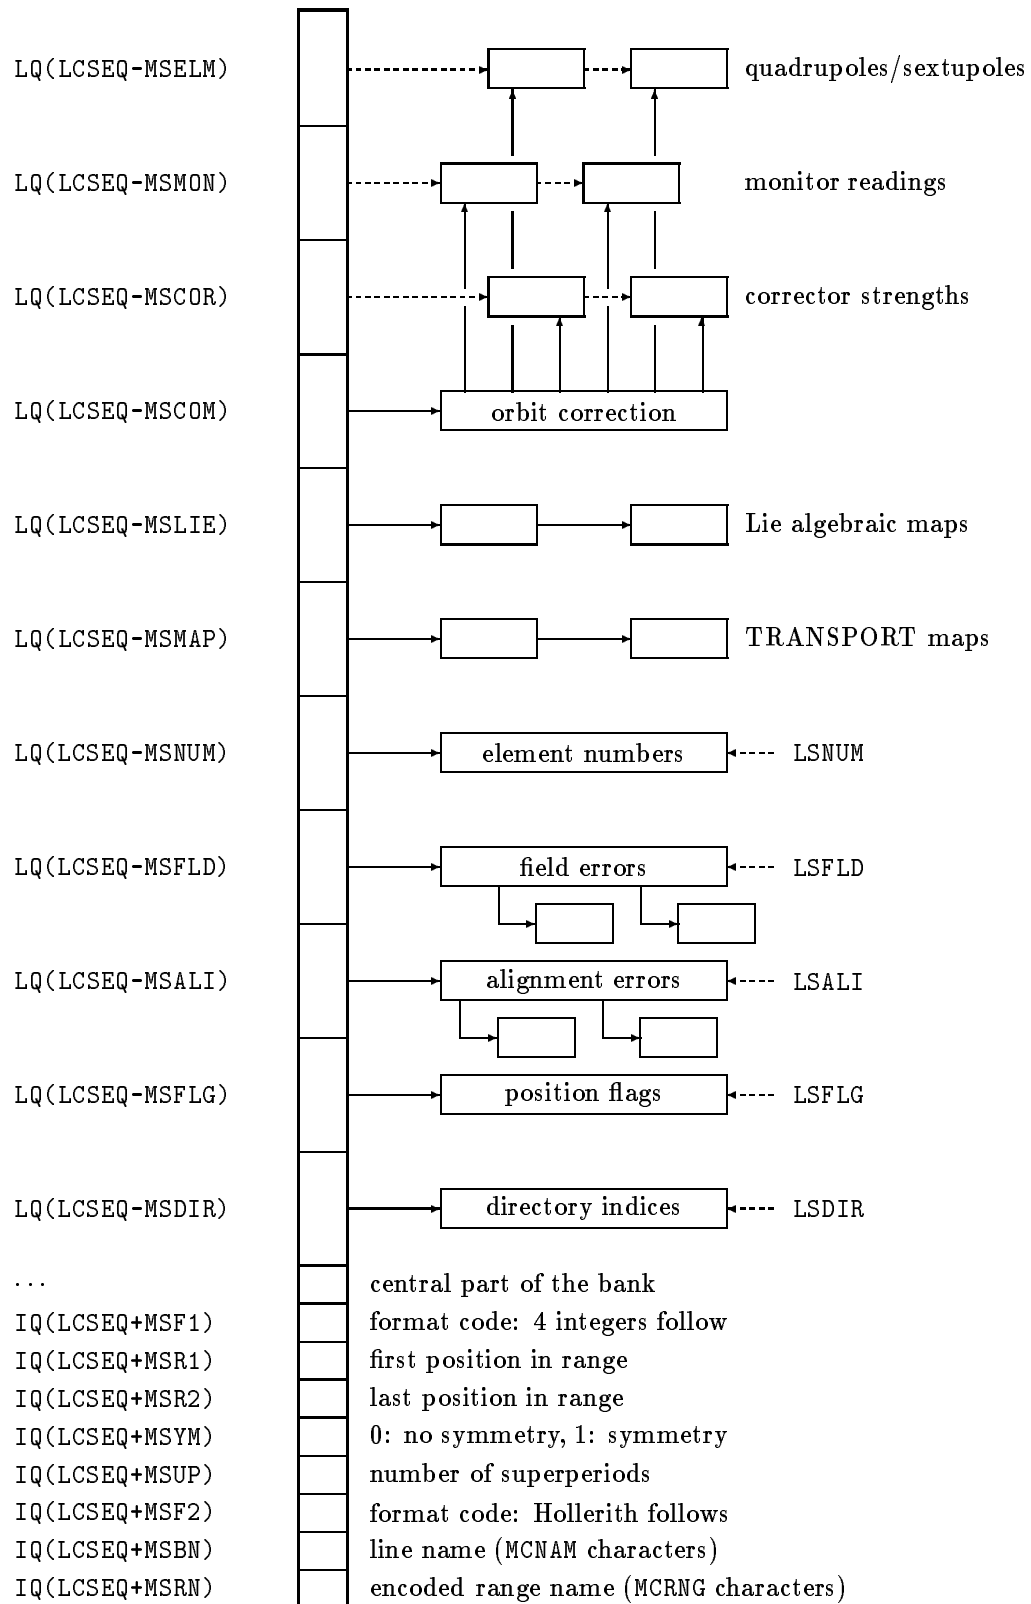 LQ(LCSEQ-MSELM) quadrupoles/sextupoles
LQ(LCSEQ-MSMON) monitor readings
LQ(LCSEQ-MSCOR) corrector strengths
LQ(LCSEQ-MSCOM) orbit correction
LQ(LCSEQ-MSLIE) Lie algebraic maps
LQ(LCSEQ-MSMAP) TRANSPORT maps
LQ(LCSEQ-MSNUM) element numbers LSNUM
LQ(LCSEQ-MSFLD) field errors LSFLD
LQ(LCSEQ-MSALI) alignment errors LSALI
LQ(LCSEQ-MSFLG) position flags LSFLG
LQ(LCSEQ-MSDIR) directory indices LSDIR
... central part of the bank
IQ(LCSEQ+MSF1) format code: 4 integers follow
IQ(LCSEQ+MSR1) first position in range
IQ(LCSEQ+MSR2) last position in range
IQ(LCSEQ+MSYM) 0: no symmetry, 1: symmetry
IQ(LCSEQ+MSUP) number of superperiods
IQ(LCSEQ+MSF2) format code: Hollerith follows
IQ(LCSEQ+MSBN) line name (MCNAM characters)
IQ(LCSEQ+MSRN) encoded range name (MCRNG characters)